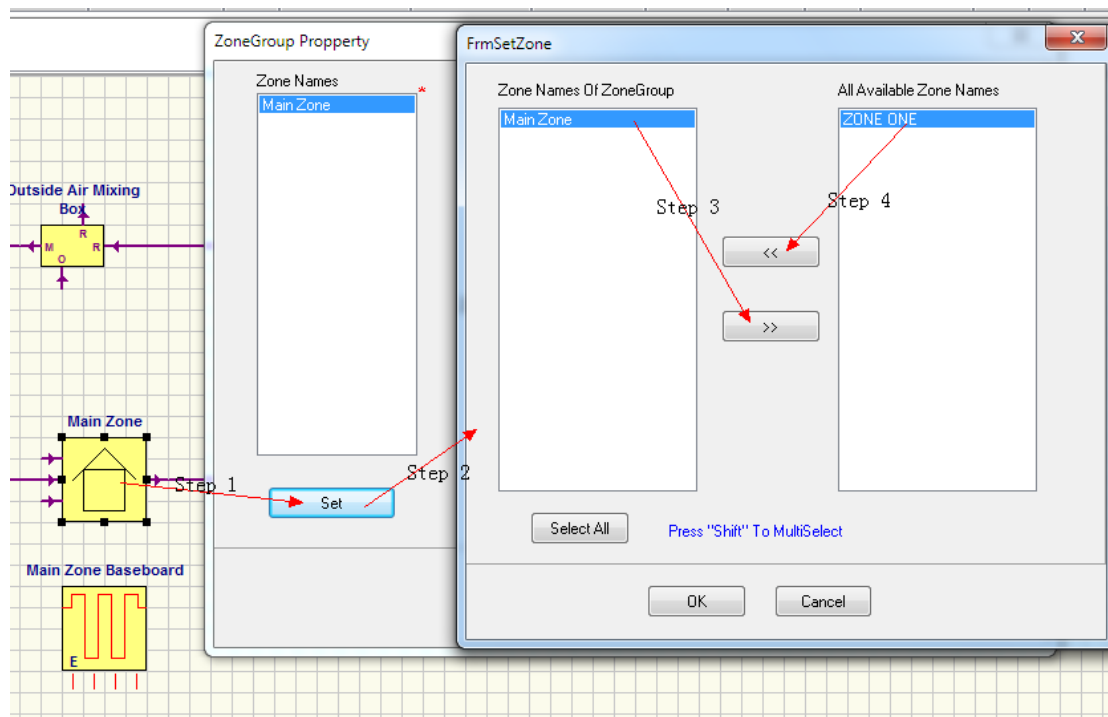 ZoneGroup Propperty
FrmSetZone
Zone Names
*
Main Zone
Zone Names Of ZoneGroup
Main Zone
All Available Zone Names
ZONE ONE
Outside Air Mixing
Box
R
M
R
O
Step 3
Step 4
<<
>>
Main Zone
Step 1
Step 2
Set
Select All
Press "Shift" To MultiSelect
Main Zone Baseboard
E
OK
Cancel